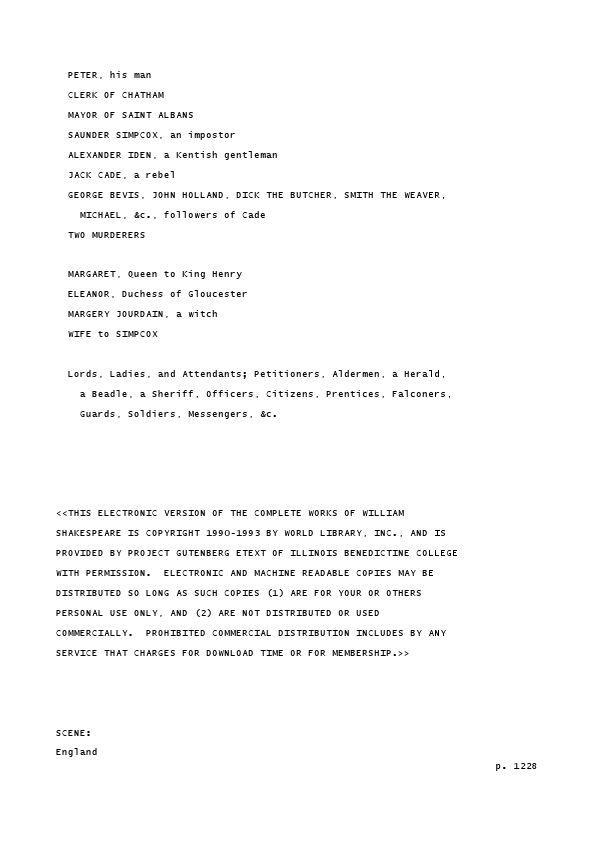 PETER, his man
CLERK OF CHATHAM
MAYOR OF SAINT ALBANS
SAUNDER SIMPCOX, an impostor
ALEXANDER IDEN, a Kentish gentleman
JACK CADE, a rebel
GEORGE BEVIS, JOHN HOLLAND, DICK THE BUTCHER, SMITH THE WEAVER,
MICHAEL, &c., followers of Cade
TWO MURDERERS
MARGARET, Queen to King Henry
ELEANOR, Duchess of Gloucester
MARGERY JOURDAIN, a witch
WIFE to SIMPCOX
Lords, Ladies, and Attendants; Petitioners, Aldermen, a Herald,
a Beadle, a Sheriff, Officers, Citizens, Prentices, Falconers,
Guards, Soldiers, Messengers, &c.
<<THIS ELECTRONIC VERSION OF THE COMPLETE WORKS OF WILLIAM
SHAKESPEARE IS COPYRIGHT 1990-1993 BY WORLD LIBRARY, INC., AND IS
PROVIDED BY PROJECT GUTENBERG ETEXT OF ILLINOIS BENEDICTINE COLLEGE
WITH PERMISSION.  ELECTRONIC AND MACHINE READABLE COPIES MAY BE
DISTRIBUTED SO LONG AS SUCH COPIES (1) ARE FOR YOUR OR OTHERS
PERSONAL USE ONLY, AND (2) ARE NOT DISTRIBUTED OR USED
COMMERCIALLY.  PROHIBITED COMMERCIAL DISTRIBUTION INCLUDES BY ANY
SERVICE THAT CHARGES FOR DOWNLOAD TIME OR FOR MEMBERSHIP.>>
SCENE:
England
p. 1228